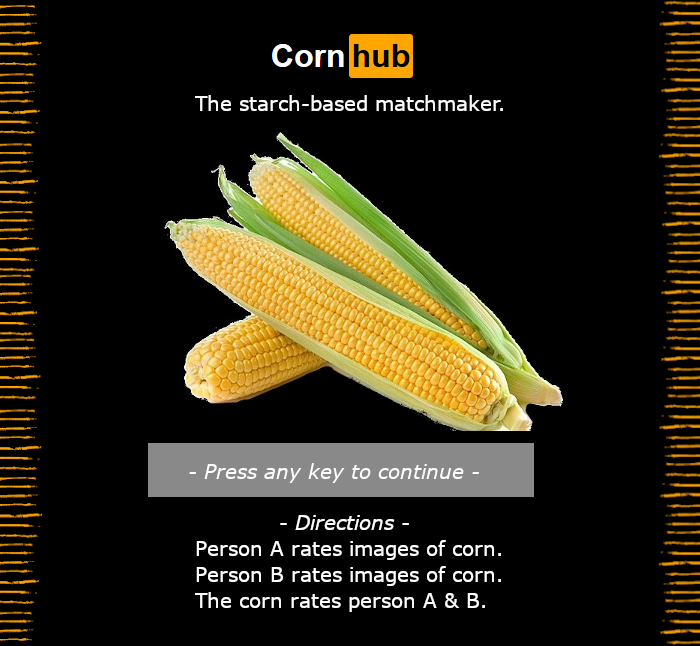 Corn hub
The starch-based matchmaker.
- Press any key to continue -
- Directions -
Person A rates images of corn.
Person B rates images of corn.
The corn rates person A & B.